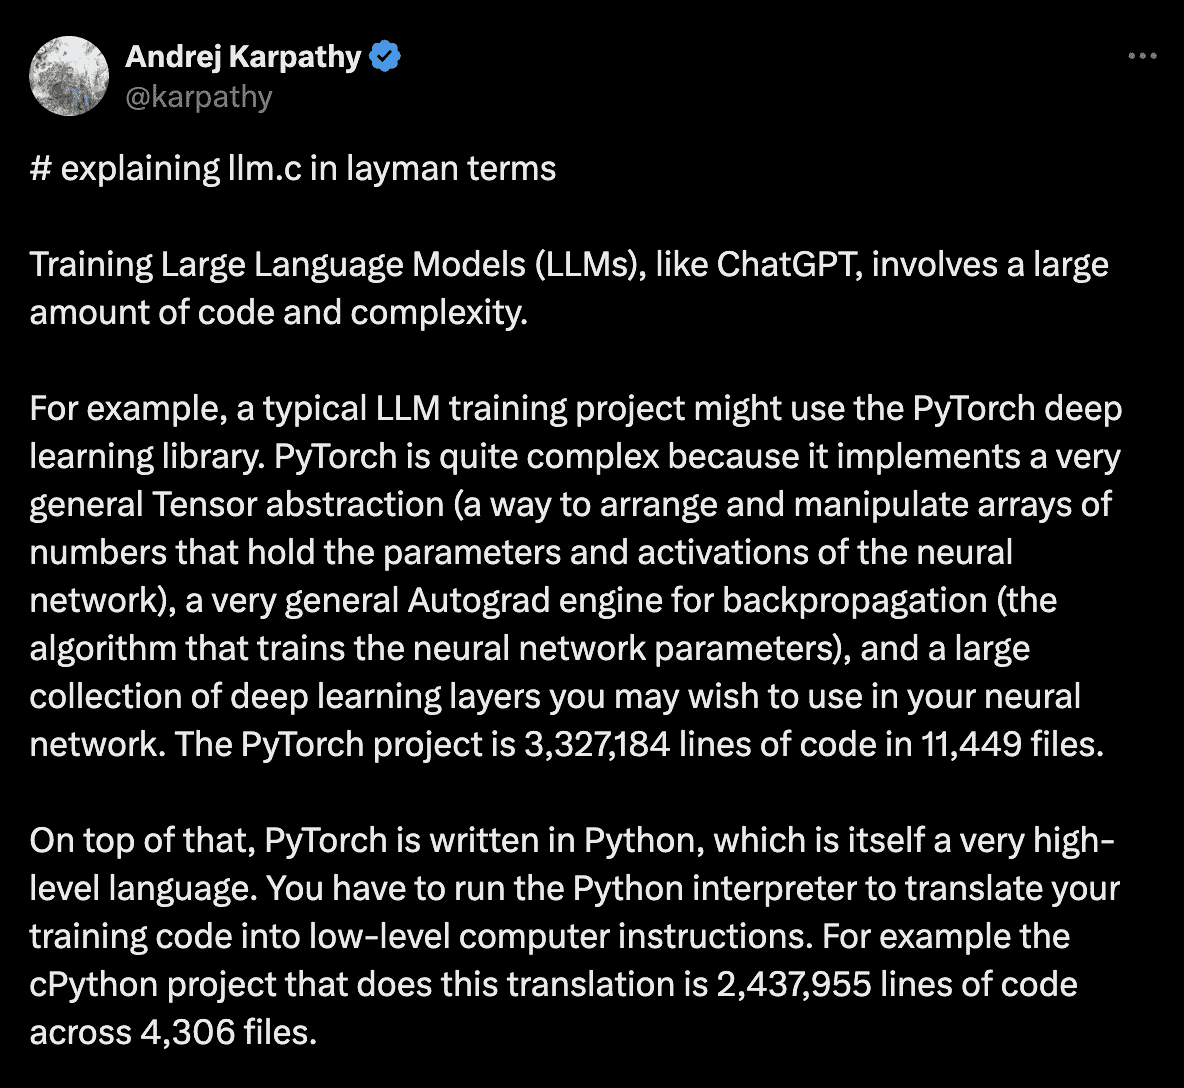 Andrej Karpathy
@karpathy
# explaining llm.c in layman terms
Training Large Language Models (LLMs), like ChatGPT, involves a large
amount of code and complexity.
For example, a typical LLM training project might use the PyTorch deep
learning library. PyTorch is quite complex because it implements a very
general Tensor abstraction (a way to arrange and manipulate arrays of
numbers that hold the parameters and activations of the neural
network), a very general Autograd engine for backpropagation (the
algorithm that trains the neural network parameters), and a large
collection of deep learning layers you may wish to use in your neural
network. The PyTorch project is 3,327,184 lines of code in 11,449 files.
On top of that, PyTorch is written in Python, which is itself a very high-
level language. You have to run the Python interpreter to translate your
training code into low-level computer instructions. For example the
cPython project that does this translation is 2,437,955 lines of code
across 4,306 files.